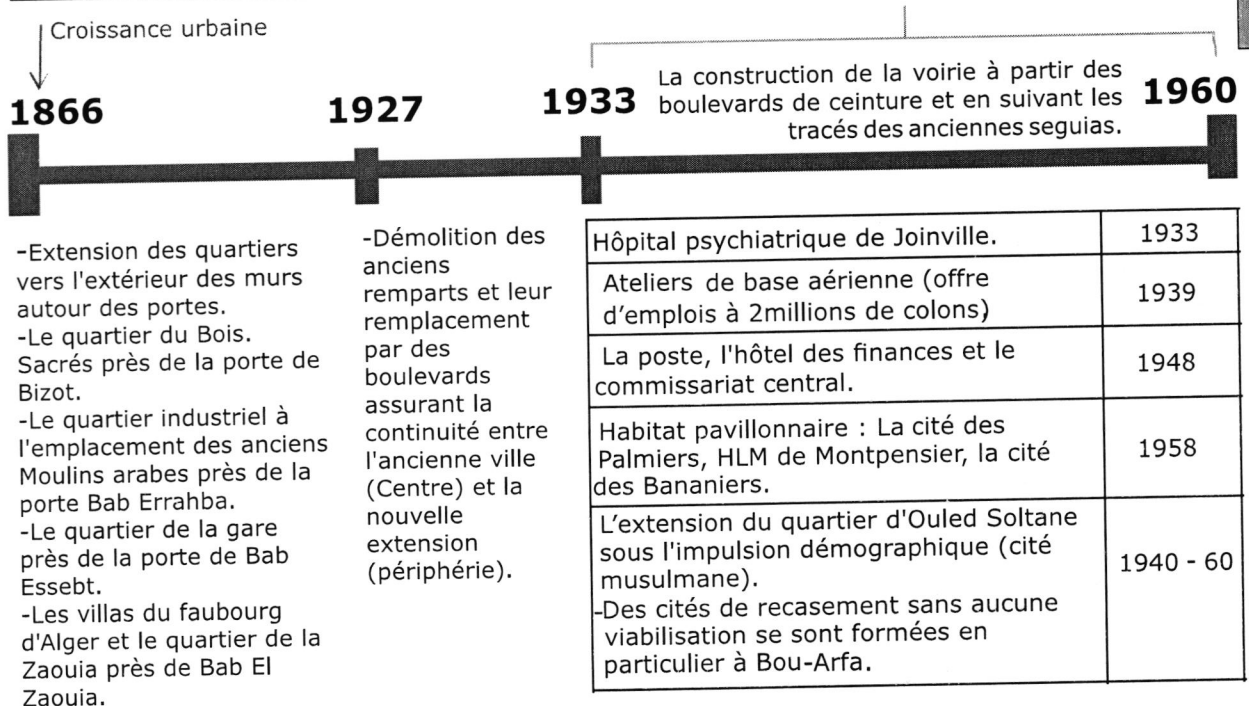 Croissance urbaine
1866
1927
1933
La construction de la voirie à partir des
boulevards de ceinture et en suivant les
tracés des anciennes seguias.
1960
-Extension des quartiers
vers l'extérieur des murs
autour des portes.
-Le quartier du Bois.
Sacrés près de la porte de
Bizot.
-Le quartier industriel à
l'emplacement des anciens
Moulins arabes près de la
porte Bab Errahba.
-Le quartier de la gare
près de la porte de Bab
Essebt.
-Les villas du faubourg
d'Alger et le quartier de la
Zaouia près de Bab El
Zaouia.
-Démolition des
anciens
remparts et leur
remplacement
par des
boulevards
assurant la
continuité entre
l'ancienne ville
(Centre) et la
nouvelle
extension
(périphérie).
Hôpital psychiatrique de Joinville.
1933
Ateliers de base aérienne (offre
d'emplois à 2millions de colons)
1939
La poste, l'hôtel des finances et le
commissariat central.
1948
Habitat pavillonnaire : La cité des
Palmiers, HLM de Montpensier, la cité
des Bananiers.
1958
L'extension du quartier d'Ouled Soltane
sous l'impulsion démographique (cité
musulmane).
-Des cités de recasement sans aucune
viabilisation se sont formées en
particulier à Bou-Arfa.
1940 - 60